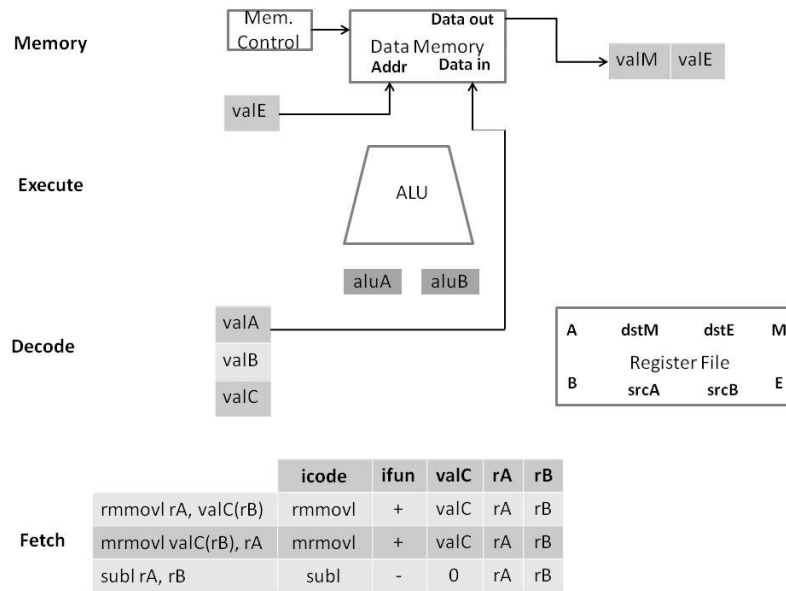 Memory
Mem.
Control
Data out
Data Memory
Addr Data in
valM valE
valE
Execute
ALU
aluA aluB
Decode
valA
valB
valC
A dstM dstE M
Register File
B srcA srcB E
Fetch
icode ifun valC rA rB
rmmovl rA, valC(rB) rmmovl + valC rA rB
mrmovl valC(rB), rA mrmovl + valC rA rB
subl rA, rB subl - 0 rA rB